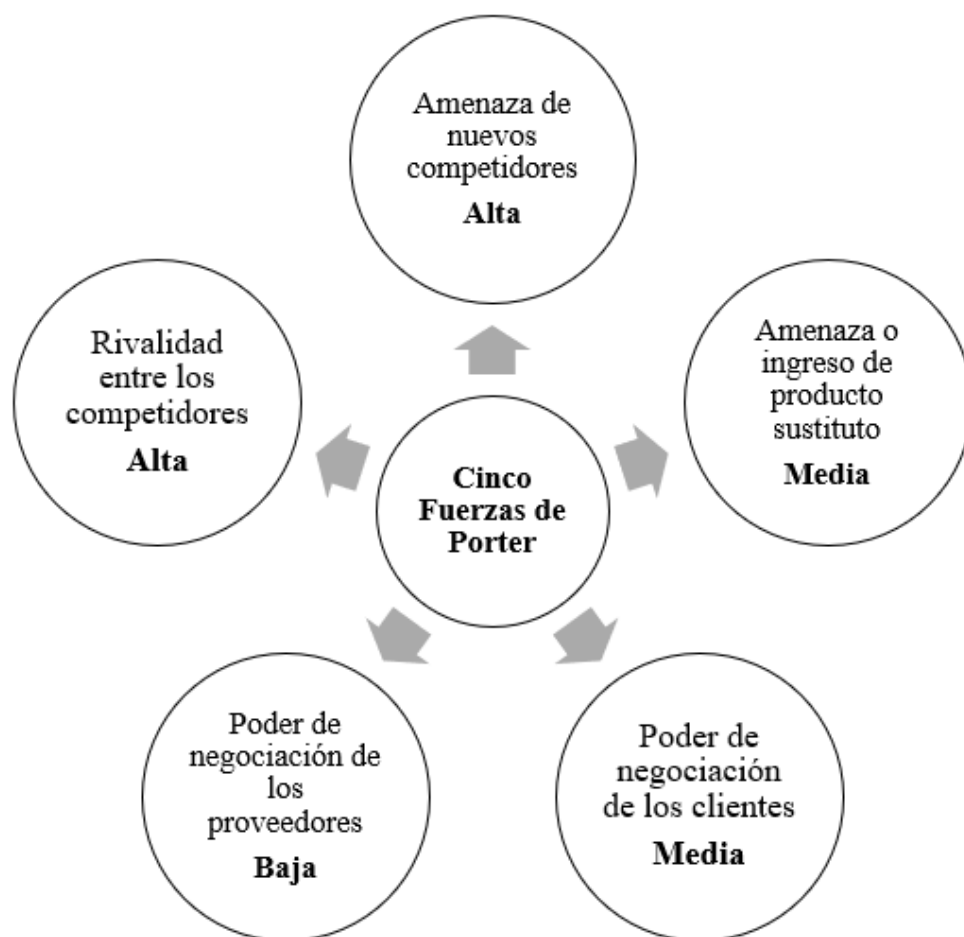 Amenaza de
nuevos
competidores
Alta
Rivalidad
entre los
competidores
Alta
Amenaza o
ingreso de
producto
sustituto
Media
Cinco
Fuerzas de
Porter
Poder de
negociación de
los
proveedores
Baja
Poder de
negociación
de los clientes
Media